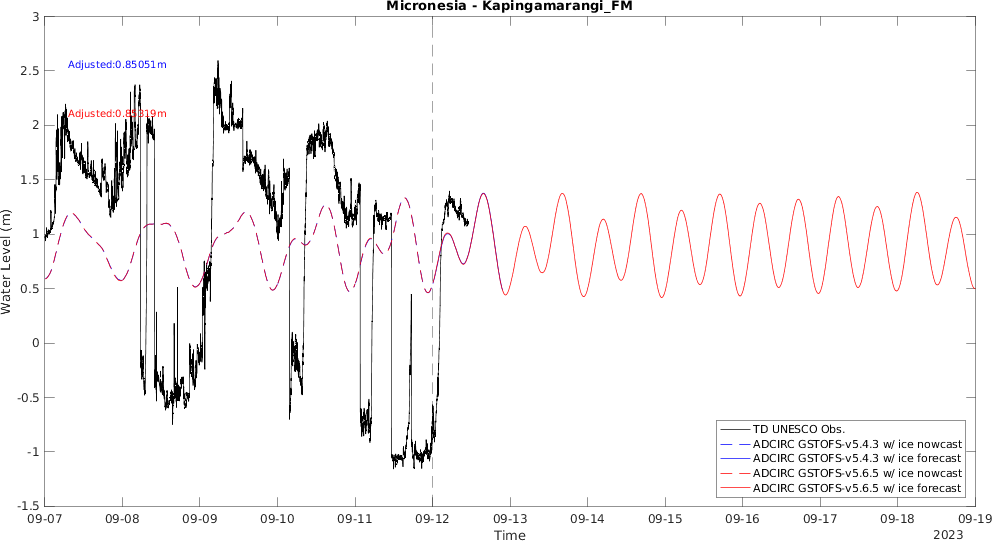 Micronesia - Kapingamarangi_FM
3
2.5
2
1.5
1
0.5
0
-0.5
-1
-1.5
Water Level (m)
Adjusted:0.85051m
Adjusted:0.85319m
TD UNESCO Obs.
ADCIRC GSTOFS-v5.4.3 w/ ice nowcast
ADCIRC GSTOFS-v5.4.3 w/ ice forecast
ADCIRC GSTOFS-v5.6.5 w/ ice nowcast
ADCIRC GSTOFS-v5.6.5 w/ ice forecast
09-07 09-08 09-09 09-10 09-11 09-12 09-13 09-14 09-15 09-16 09-17 09-18 09-19
Time
2023